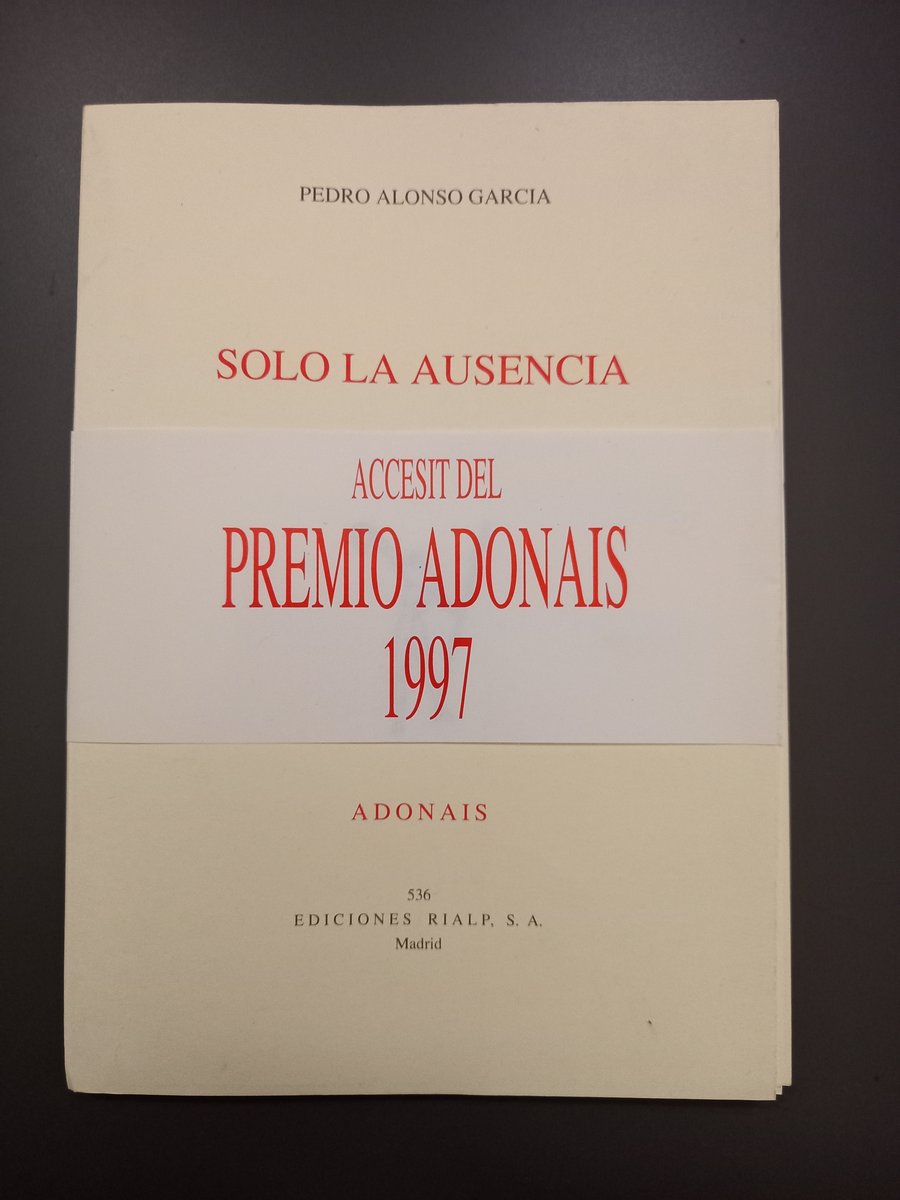 PEDRO ALONSO GARCIA
SOLO LA AUSENCIA
ACCESIT DEL
PREMIO ADONAIS
1997
ADONAIS
536
EDICIONES RIALP, S. A.
Madrid